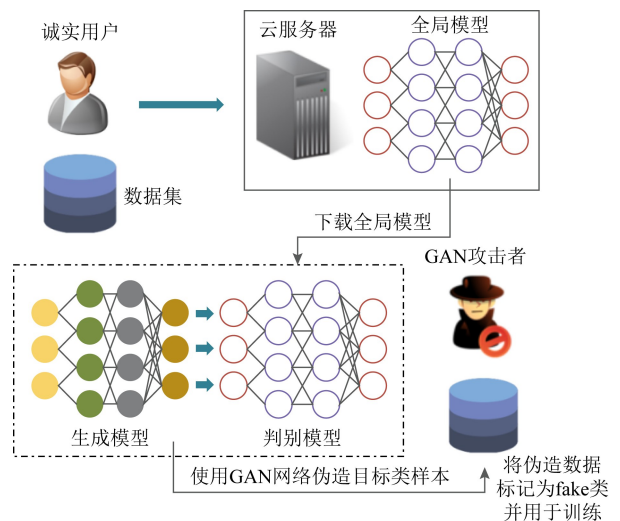 诚实用户
云服务器
全局模型
数据集
下载全局模型
GAN攻击者
生成模型
判别模型
使用GAN网络伪造目标类样本
将伪造数据
标记为fake类
并用于训练